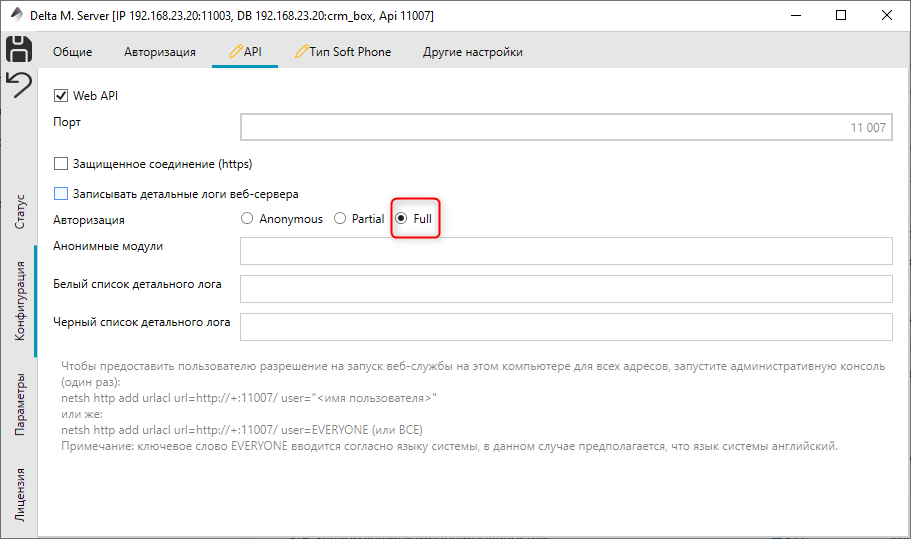 Delta M. Server [IP 192.168.23.20:11003, DB 192.168.23.20:crm_box, Api 11007]
Общие Авторизация API Тип Soft Phone Другие настройки
Web API
Порт 11 007
Защищенное соединение (https)
Записывать детальные логи веб-сервера
Авторизация Anonymous Partial Full
Анонимные модули
Белый список детального лога
Черный список детального лога
Чтобы предоставить пользователю разрешение на запуск веб-службы на этом компьютере для всех адресов, запустите административную консоль
(один раз):
netsh http add urlacl url=http://+:11007/ user="<имя пользователя>"
или же:
netsh http add urlacl url=http://+:11007/ user=EVERYONE (или ВСЕ)
Примечание: ключевое слово EVERYONE вводится согласно языку системы, в данном случае предполагается, что язык системы английский.
Статус
Конфигурация
Параметры
Лицензия